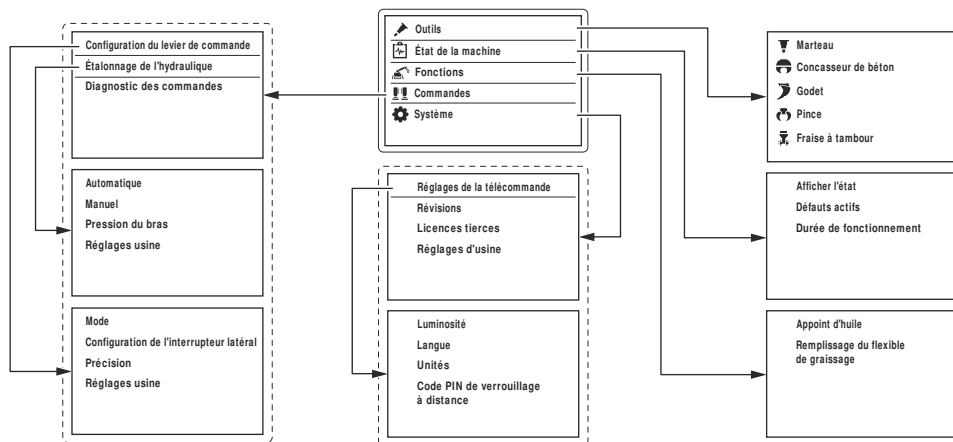 Configuration du levier de commande
Étalonnage de l'hydraulique
Diagnostic des commandes
Automatique
Manuel
Pression du bras
Réglages usine
Mode
Configuration de l'interrupteur latéral
Précision
Réglages usine
Outils
État de la machine
Fonctions
Commandes
Système
Réglages de la télécommande
Révisions
Licences tierces
Réglages d'usine
Luminosité
Langue
Unités
Code PIN de verrouillage
à distance
Marteau
Concasseur de béton
Godet
Pince
Fraise à tambour
Afficher l'état
Défauts actifs
Durée de fonctionnement
Appoint d'huile
Remplissage du flexible
de graissage